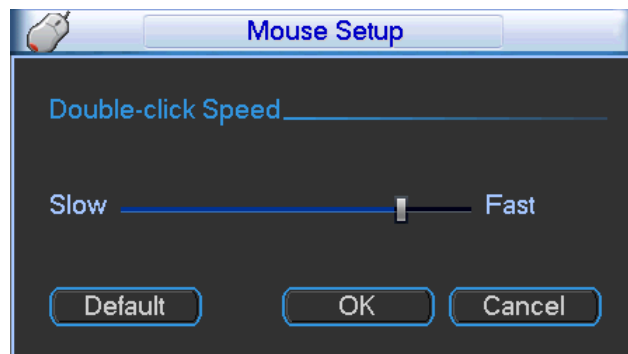 Mouse Setup
Double-click Speed
Slow Fast
Default OK Cancel